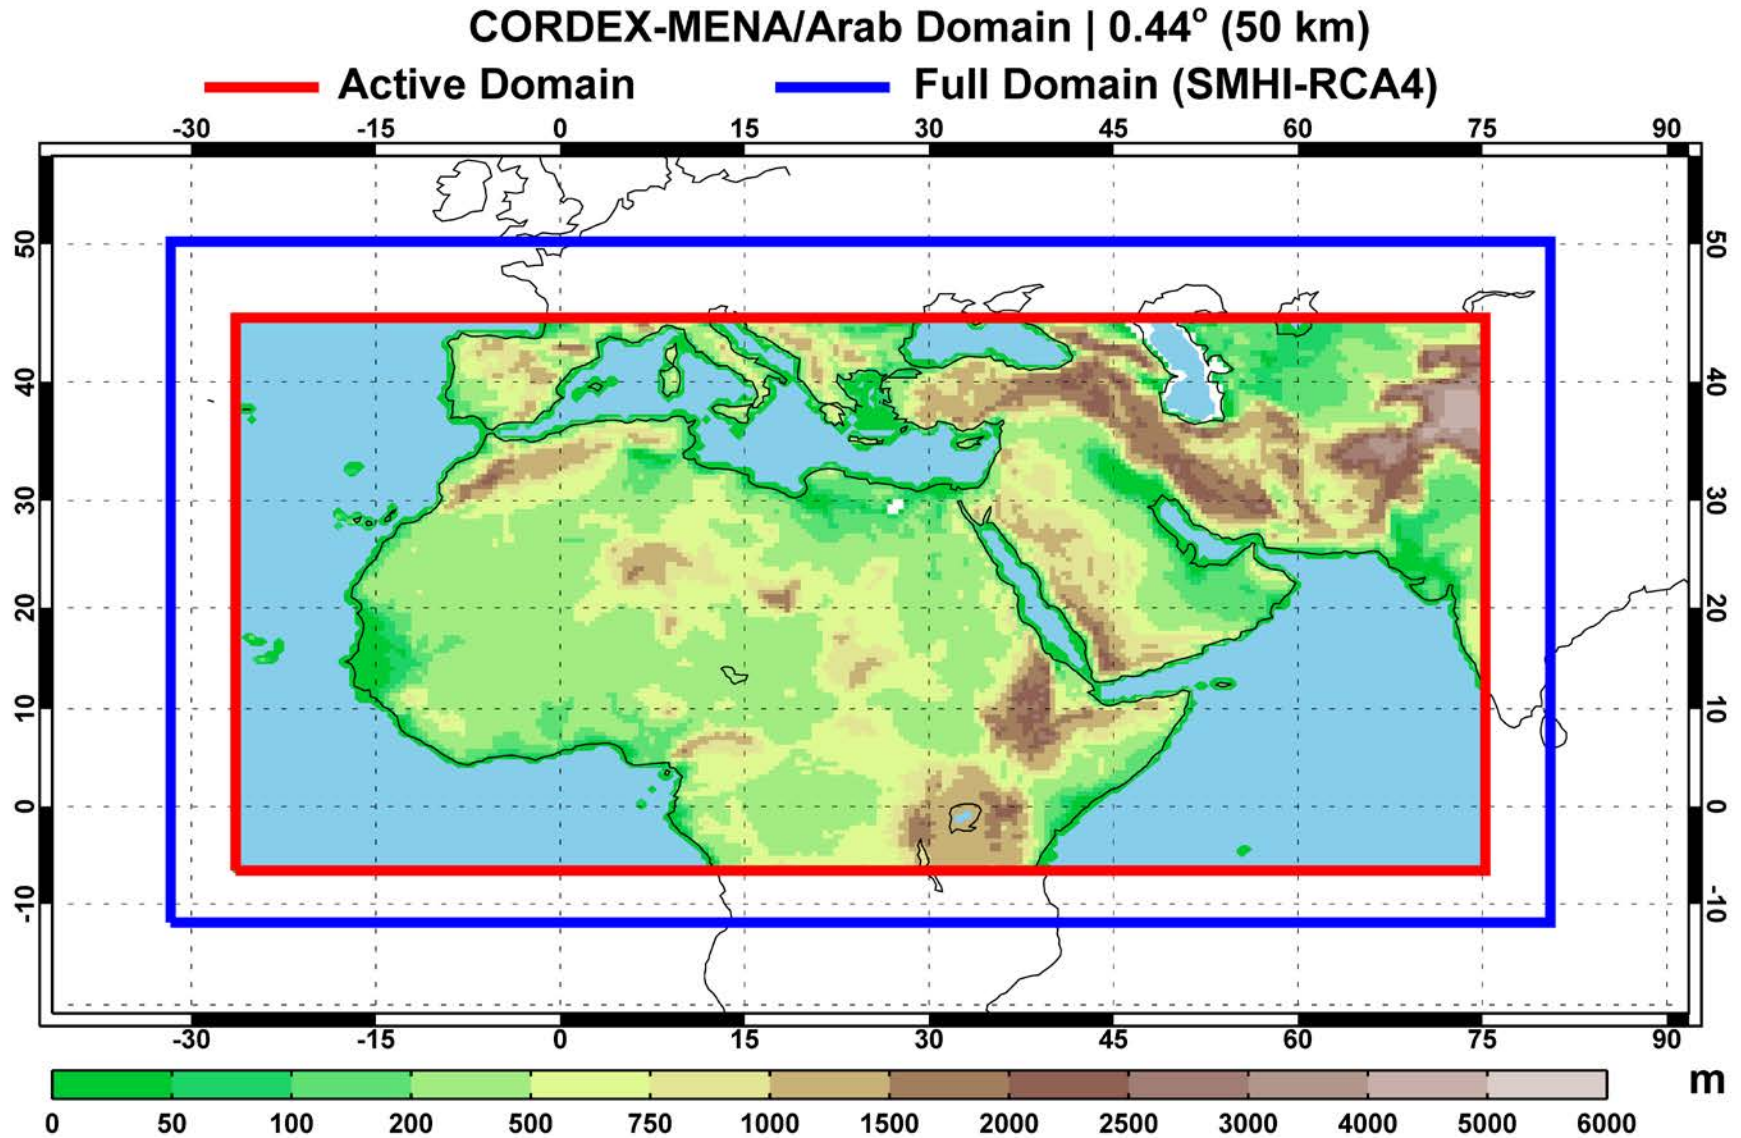 CORDEX-MENA/Arab Domain | 0.44° (50 km)
Active Domain Full Domain (SMHI-RCA4)
-30 -15 0 15 30 45 60 75 90
50 50
40 40
30 30
20 20
10 10
0 0
-10 -10
-30 -15 0 15 30 45 60 75 90
m
0 50 100 200 500 750 1000 1500 2000 2500 3000 4000 5000 6000